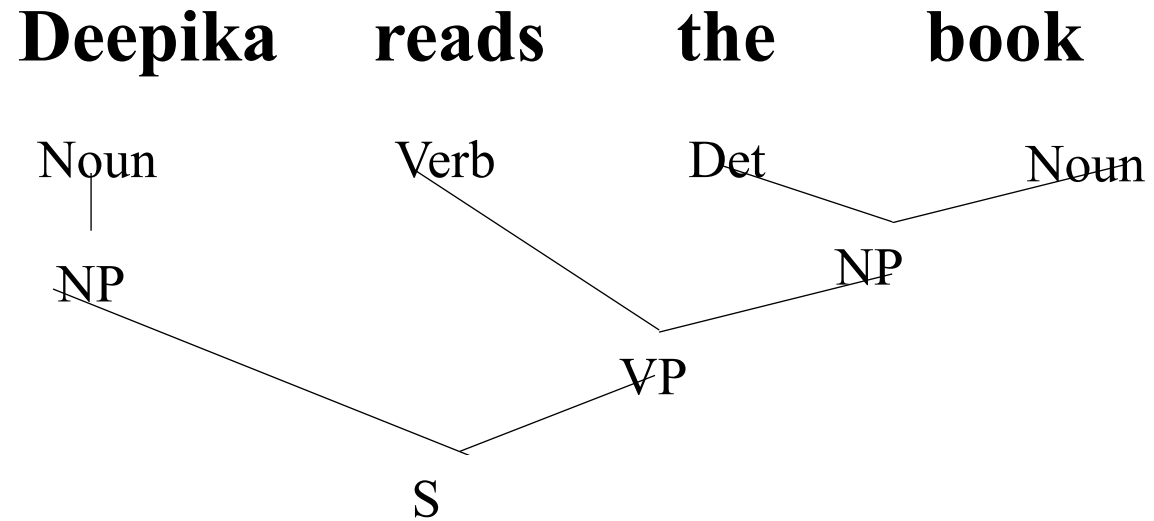 Deepika reads the book
Noun Verb Det Noun
NP NP
VP
S